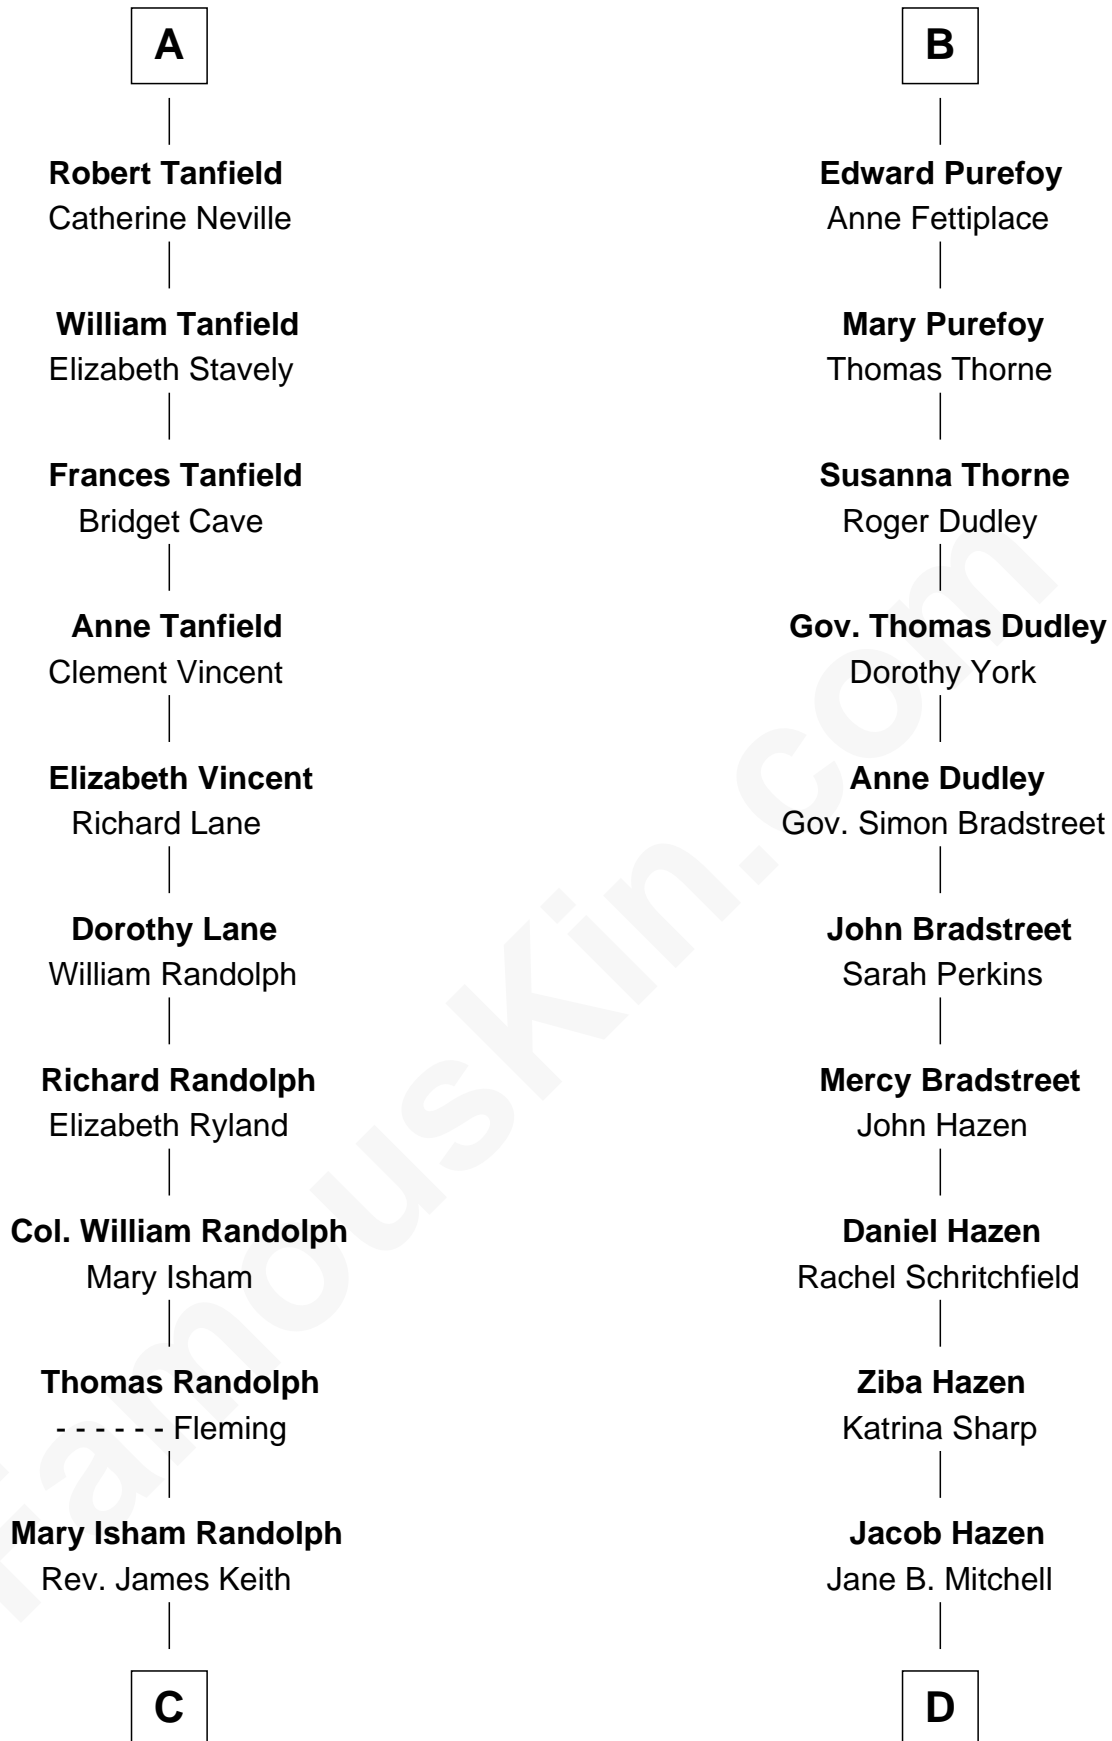 A
Robert Tanfield
Catherine Neville
William Tanfield
Elizabeth Stavely
Frances Tanfield
Bridget Cave
Anne Tanfield
Clement Vincent
Elizabeth Vincent
Richard Lane
Dorothy Lane
William Randolph
Richard Randolph
Elizabeth Ryland
Col. William Randolph
Mary Isham
Thomas Randolph
- - - - - - Fleming
Mary Isham Randolph
Rev. James Keith
C
B
Edward Purefoy
Anne Fettiplace
Mary Purefoy
Thomas Thorne
Susanna Thorne
Roger Dudley
Gov. Thomas Dudley
Dorothy York
Anne Dudley
Gov. Simon Bradstreet
John Bradstreet
Sarah Perkins
Mercy Bradstreet
John Hazen
Daniel Hazen
Rachel Schritchfield
Ziba Hazen
Katrina Sharp
Jacob Hazen
Jane B. Mitchell
D
FamousKin.com